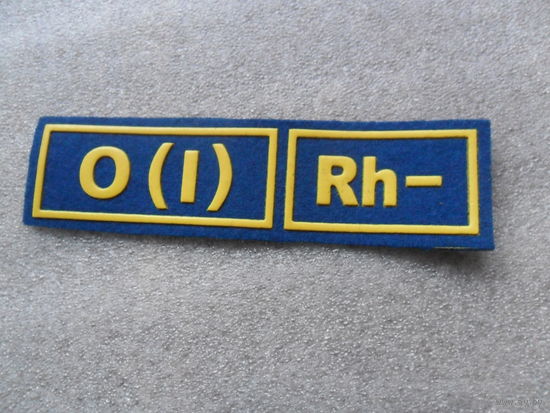 O (I) Rh-